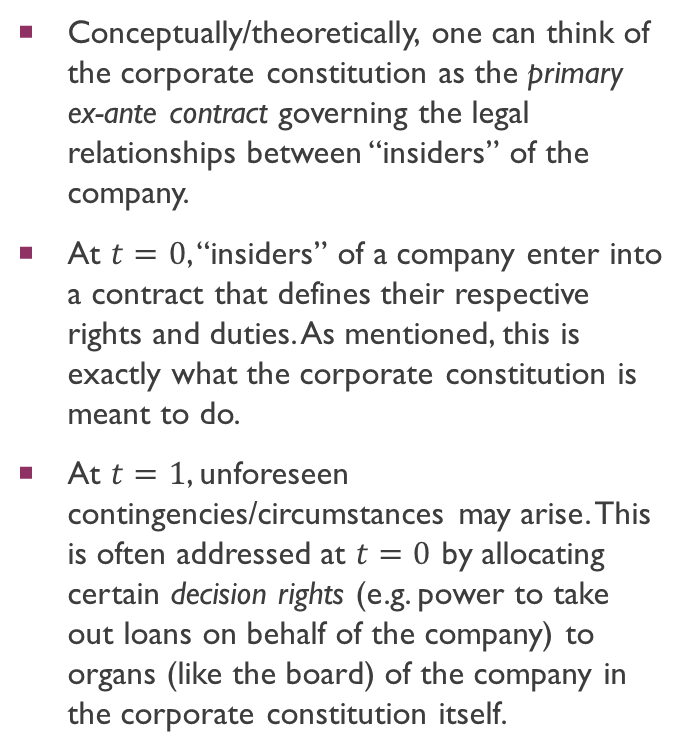 ▪ Conceptually/theoretically, one can think of
the corporate constitution as the primary
ex-ante contract governing the legal
relationships between “insiders” of the
company.
▪ At t = 0, “insiders” of a company enter into
a contract that defines their respective
rights and duties. As mentioned, this is
exactly what the corporate constitution is
meant to do.
▪ At t = 1, unforeseen
contingencies/circumstances may arise. This
is often addressed at t = 0 by allocating
certain decision rights (e.g. power to take
out loans on behalf of the company) to
organs (like the board) of the company in
the corporate constitution itself.